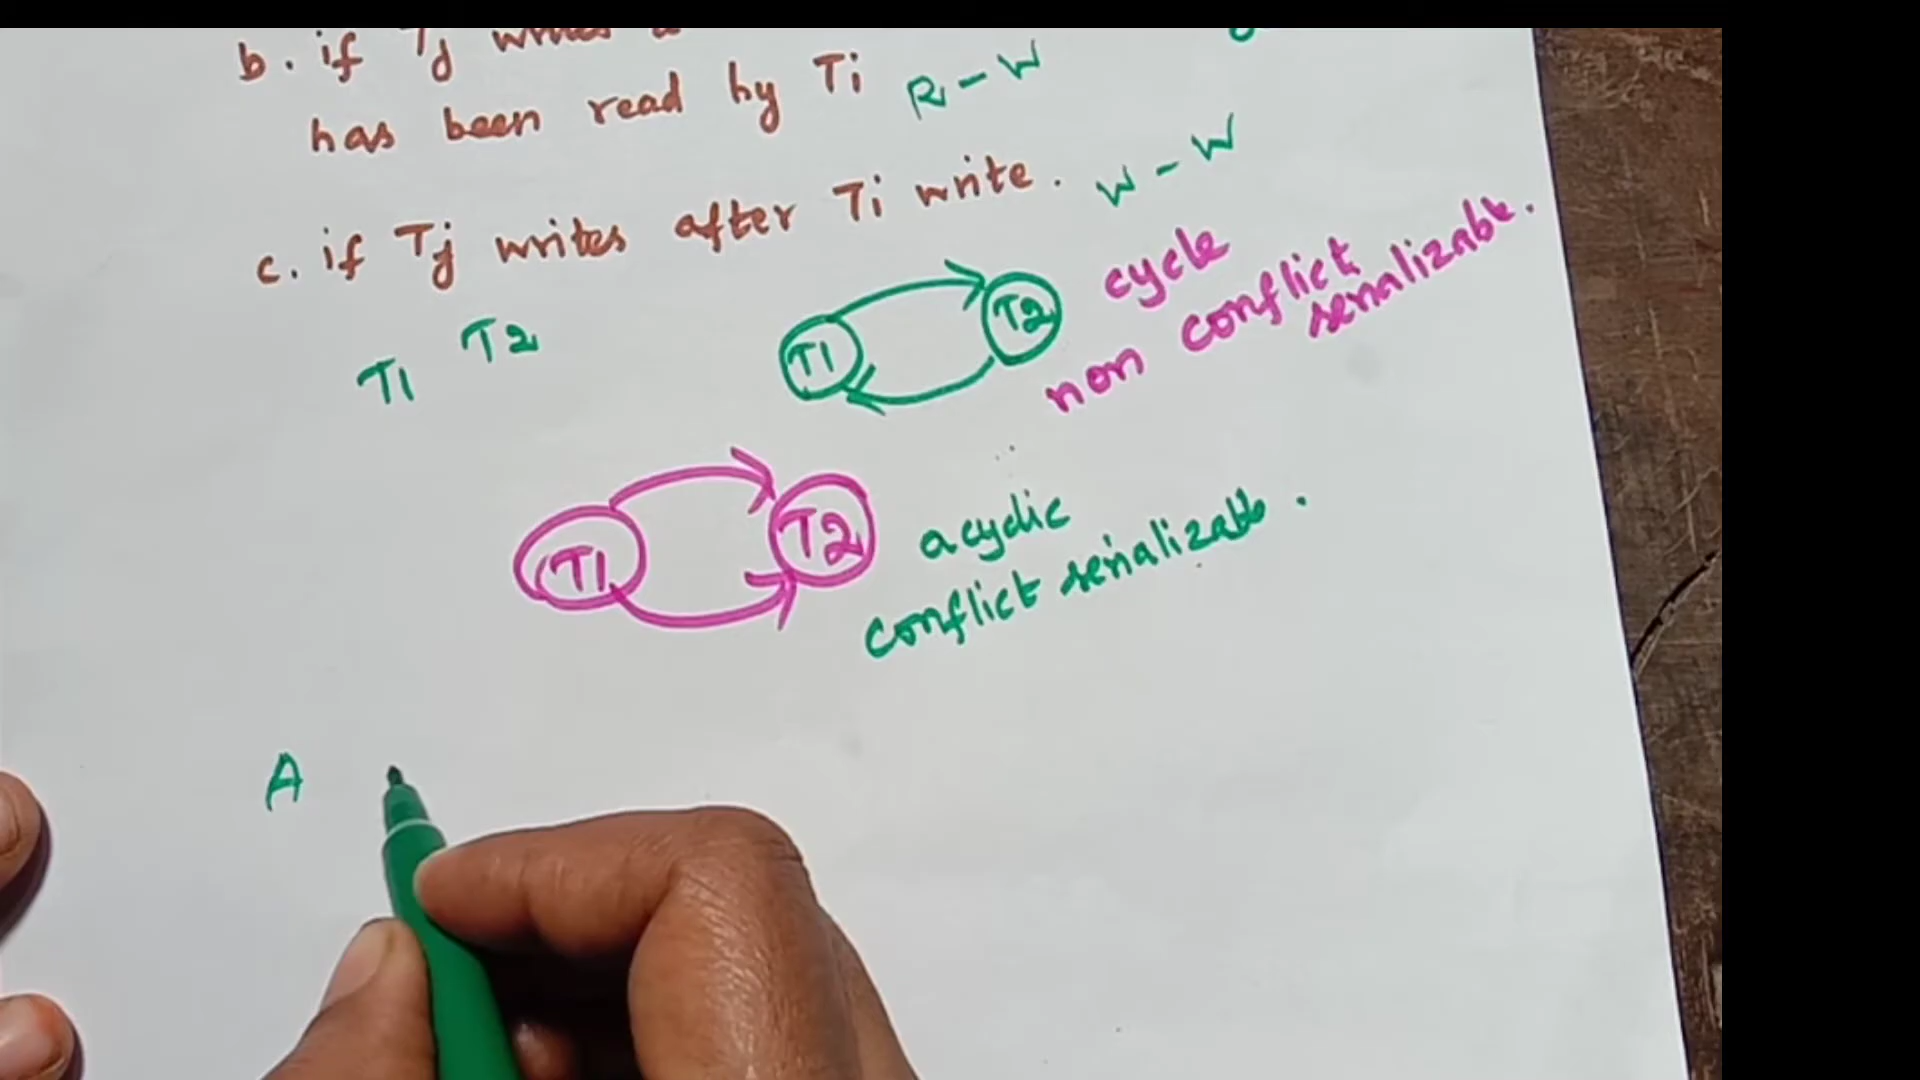 b. if Tj writes
has been read by Ti R-W
c. if Tj writes after Ti write. W-W
T1 T2
T1 T2 cycle
non conflict
serializable.
T1 T2 acyclic
conflict serializable.
A